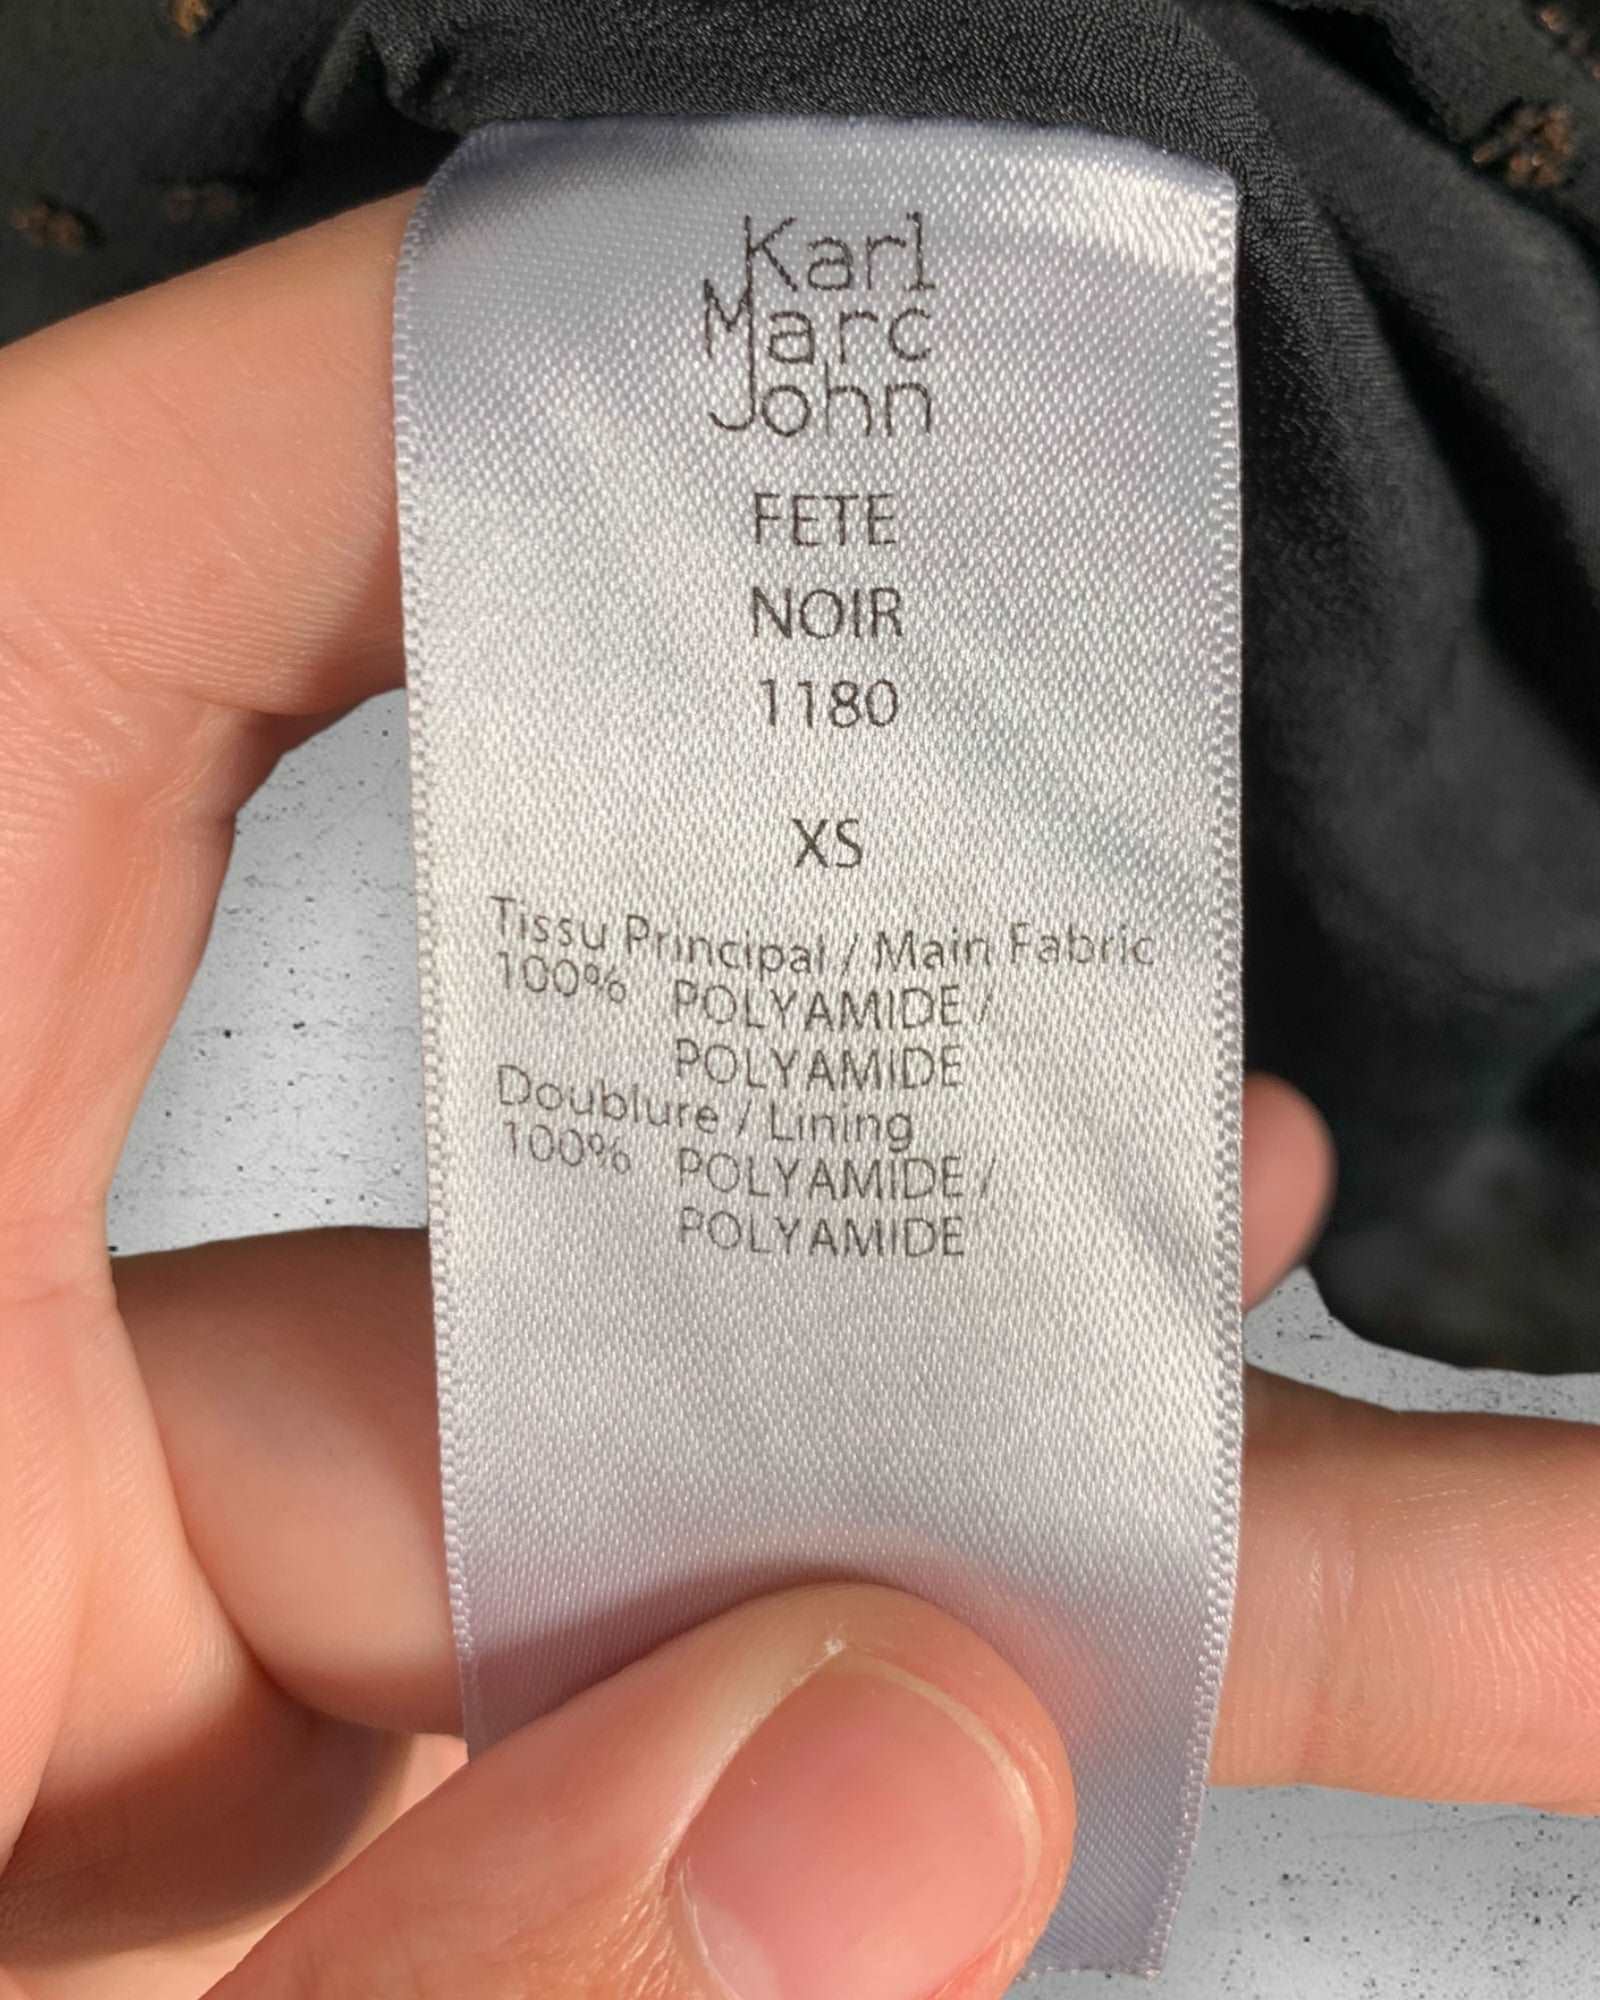 Karl
Marc
John
FETE
NOIR
1180
XS
Tissu Principal / Main Fabric
100% POLYAMIDE /
POLYAMIDE
Doublure / Lining
100% POLYAMIDE /
POLYAMIDE